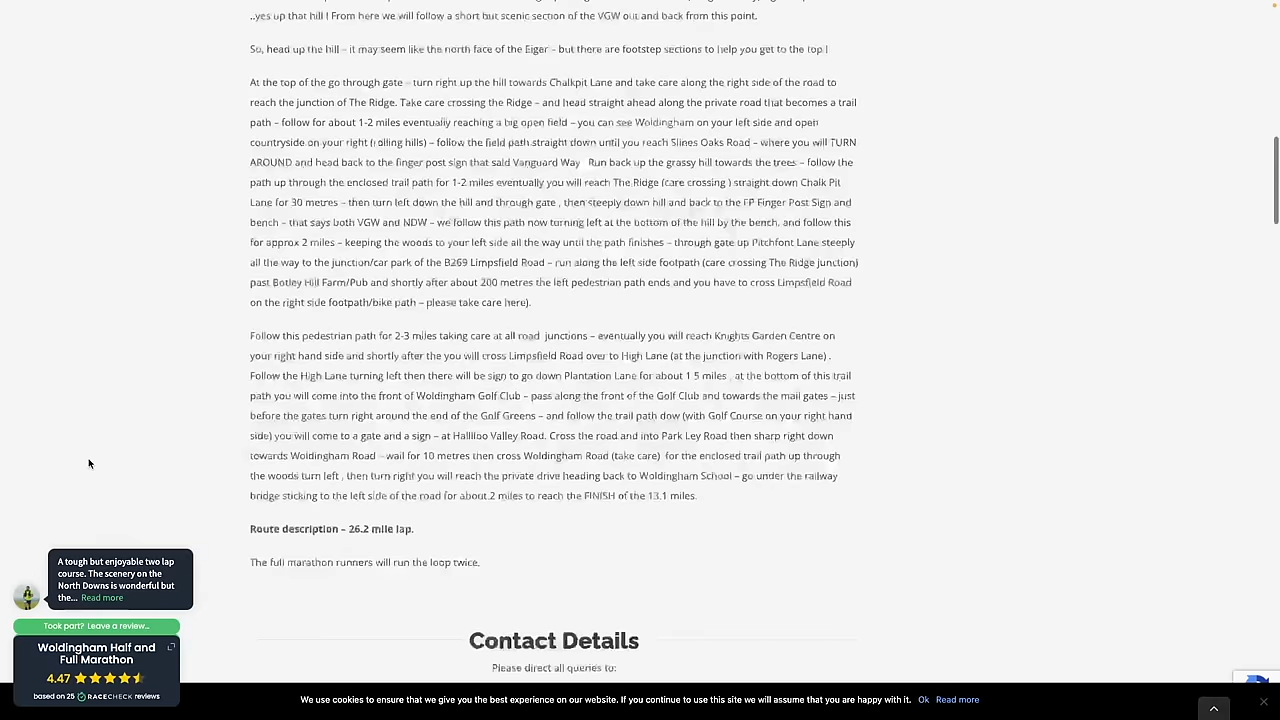 ..yes up that hill ! From here we will follow a short but scenic section of the VGW out and back from this point.
So, head up the hill – it may seem like the north face of the Eigar – but there are footstep sections to help you get to the top !
At the top of the go through gate – turn right up the hill towards Chalkpit Lane and take care along the right side of the road to
reach the junction of The Ridge. Take care crossing the Ridge – and head straight ahead along the private road that becomes a trail
path – follow for about 1-2 miles eventually reaching a big open field – you can see Woldingham on your left side and open
countryside on your right (rolling hills) – follow the field path straight down until you reach Slines Oaks Road – where you will TURN
AROUND and head back to the finger post sign that said Vanguard Way Run back up the grassy hill towards the trees – follow the
path up through the enclosed trail path for 1-2 miles eventually you will reach The Ridge (care crossing ) straight down Chalk Pit
Lane for 30 metres – then turn left down the hill and through gate , then steeply down hill and back to the FP Finger Post Sign and
bench – that says both VGW and NDW – we follow this path now turning left at the bottom of the hill by the bench, and follow this
for approx 2 miles – keeping the woods to your left side all the way until the path finishes – through gate up Pitchfont Lane steeply
all the way to the junction/car park of the B269 Limpsfield Road – run along the left side footpath (care crossing The Ridge junction)
past Botley Hill Farm/Pub and shortly after about 200 metres the left pedestrian path ends and you have to cross Limpsfield Road
on the right side footpath/bike path – please take care here).
Follow this pedestrian path for 2-3 miles taking care at all road junctions – eventually you will reach Knights Garden Centre on
your right hand side and shortly after the you will cross Limpsfield Road over to High Lane (at the junction with Rogers Lane) .
Follow the High Lane turning left then there will be sign to go down Plantation Lane for about 1 5 miles , at the bottom of this trail
path you will come into the front of Woldingham Golf Club – pass along the front of the Golf Club and towards the mail gates – just
before the gates turn right around the end of the Golf Greens – and follow the trail path dow (with Golf Course on your right hand
side) you will come to a gate and a sign – at Halliloo Valley Road. Cross the road and into Park Ley Road then sharp right down
towards Woldingham Road – wait for 10 metres then cross Woldingham Road (take care) for the enclosed trail path up through
the woods turn left , then turn right you will reach the private drive heading back to Woldingham School – go under the railway
bridge sticking to the left side of the road for about.2 miles to reach the FINISH of the 13.1 miles.
Route description – 26.2 mile lap.
The full marathon runners will run the loop twice.
A tough but enjoyable two lap
course. The scenery on the
North Downs is wonderful but
the... Read more
Took part? Leave a review...
Woldingham Half and
Full Marathon
4.47
based on 25 RACECHECK reviews
Contact Details
Please direct all queries to:
We use cookies to ensure that we give you the best experience on our website. If you continue to use this site we will assume that you are happy with it. Ok Read more